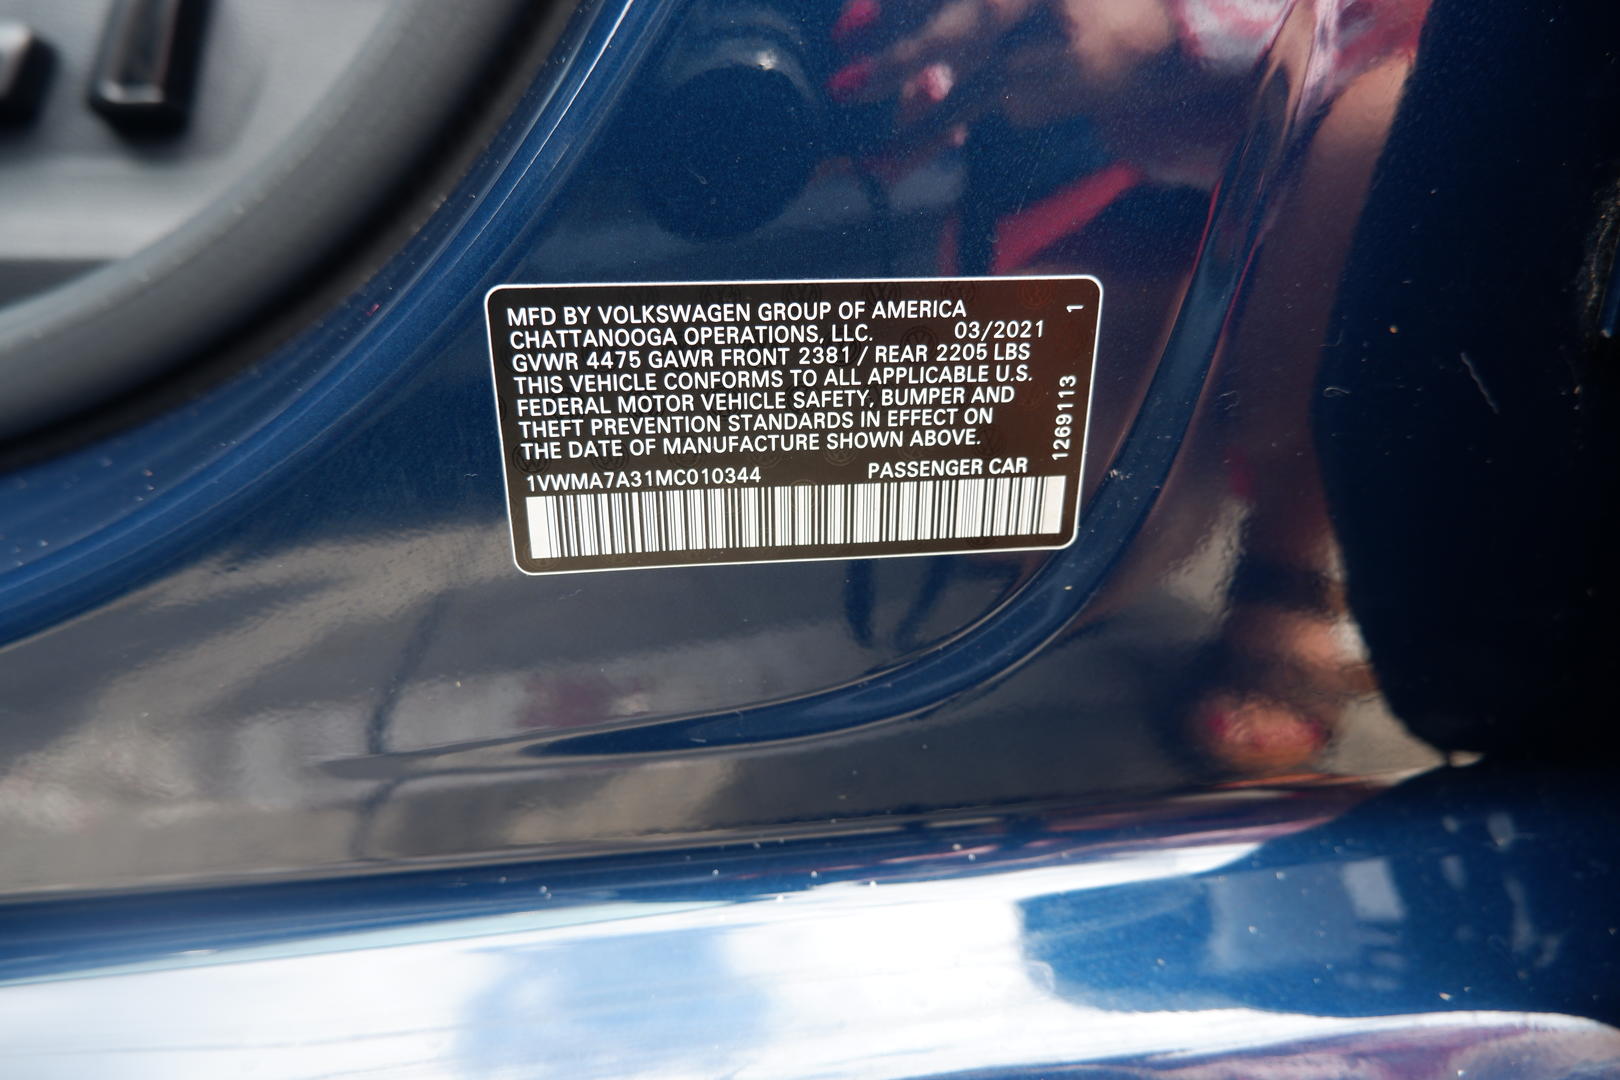 MFD BY VOLKSWAGEN GROUP OF AMERICA
CHATTANOOGA OPERATIONS, LLC. 03/2021
GVWR 4475 GAWR FRONT 2381 / REAR 2205 LBS
THIS VEHICLE CONFORMS TO ALL APPLICABLE U.S.
FEDERAL MOTOR VEHICLE SAFETY, BUMPER AND
THEFT PREVENTION STANDARDS IN EFFECT ON
THE DATE OF MANUFACTURE SHOWN ABOVE.
1VWMA7A31MC010344 PASSENGER CAR
1269113
1